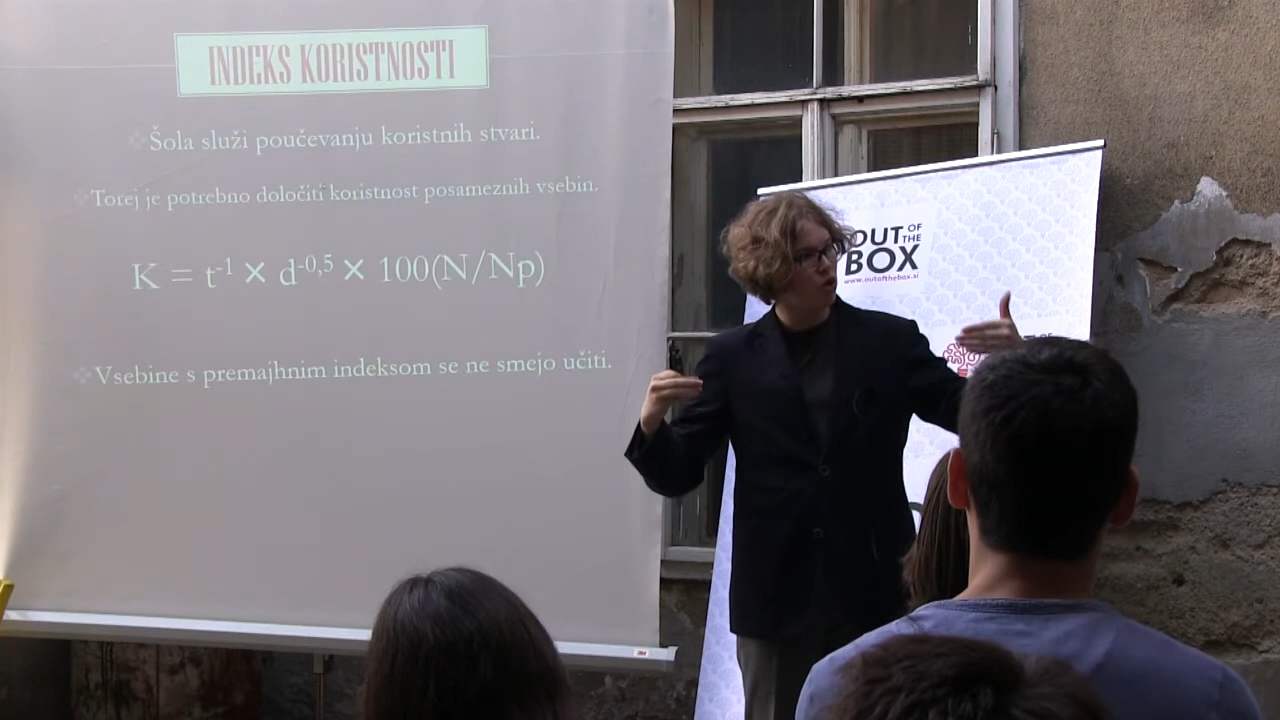 INDEKS KORISTNOSTI
Šola služi poučevanju koristnih stvari.
Torej je potrebno določiti koristnost posameznih vsebin.
K = t⁻¹ × d⁻⁰,⁵ × 100(N/Np)
Vsebine s premajhnim indeksom se ne smejo učiti.
OUT OF
THE
BOX
www.outofthebox.si